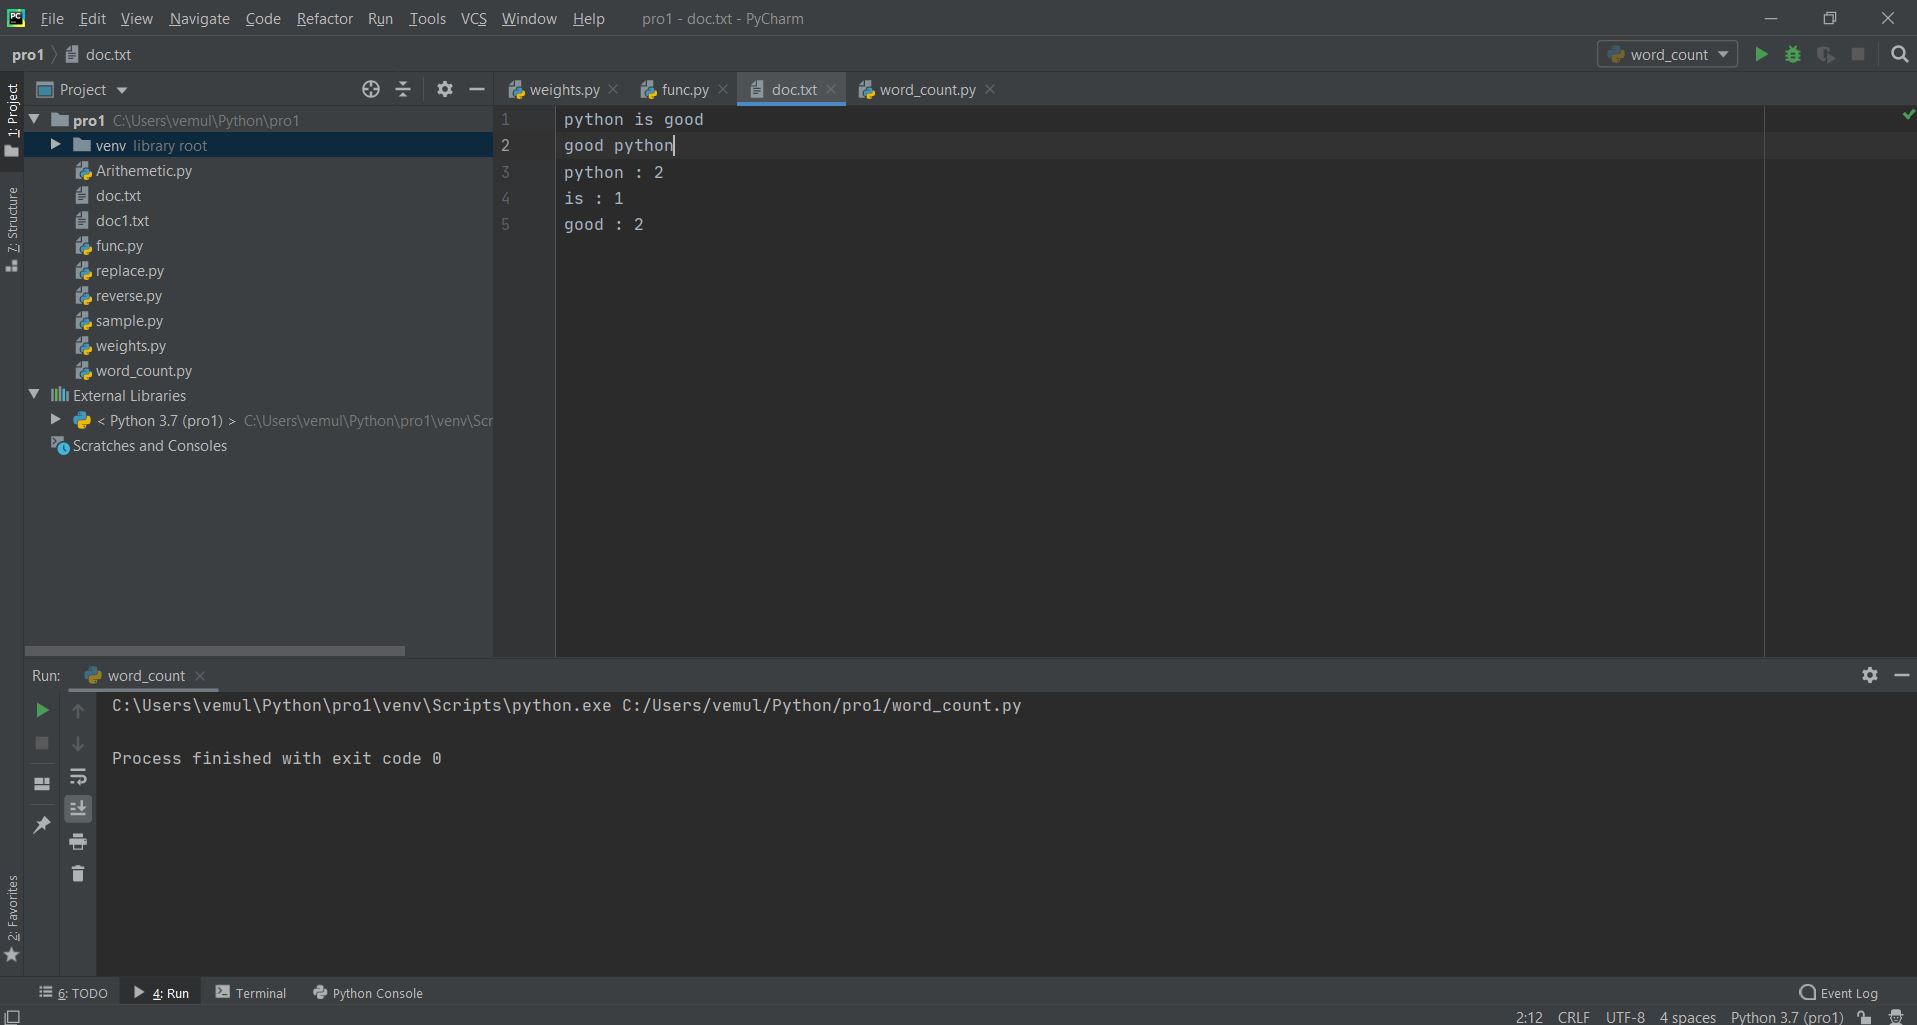 File Edit View Navigate Code Refactor Run Tools VCS Window Help pro1 - doc.txt - PyCharm
pro1 doc.txt word_count
1: Project
Project
weights.py func.py doc.txt word_count.py
pro1 C:\Users\vemul\Python\pro1
venv library root
Arithemetic.py
doc.txt
doc1.txt
func.py
replace.py
reverse.py
sample.py
weights.py
word_count.py
External Libraries
< Python 3.7 (pro1) > C:\Users\vemul\Python\pro1\venv\Scr
Scratches and Consoles
7: Structure
1 python is good
2 good python
3 python : 2
4 is : 1
5 good : 2
Run: word_count
C:\Users\vemul\Python\pro1\venv\Scripts\python.exe C:/Users/vemul/Python/pro1/word_count.py
Process finished with exit code 0
2: Favorites
6: TODO 4: Run Terminal Python Console Event Log
2:12 CRLF UTF-8 4 spaces Python 3.7 (pro1)